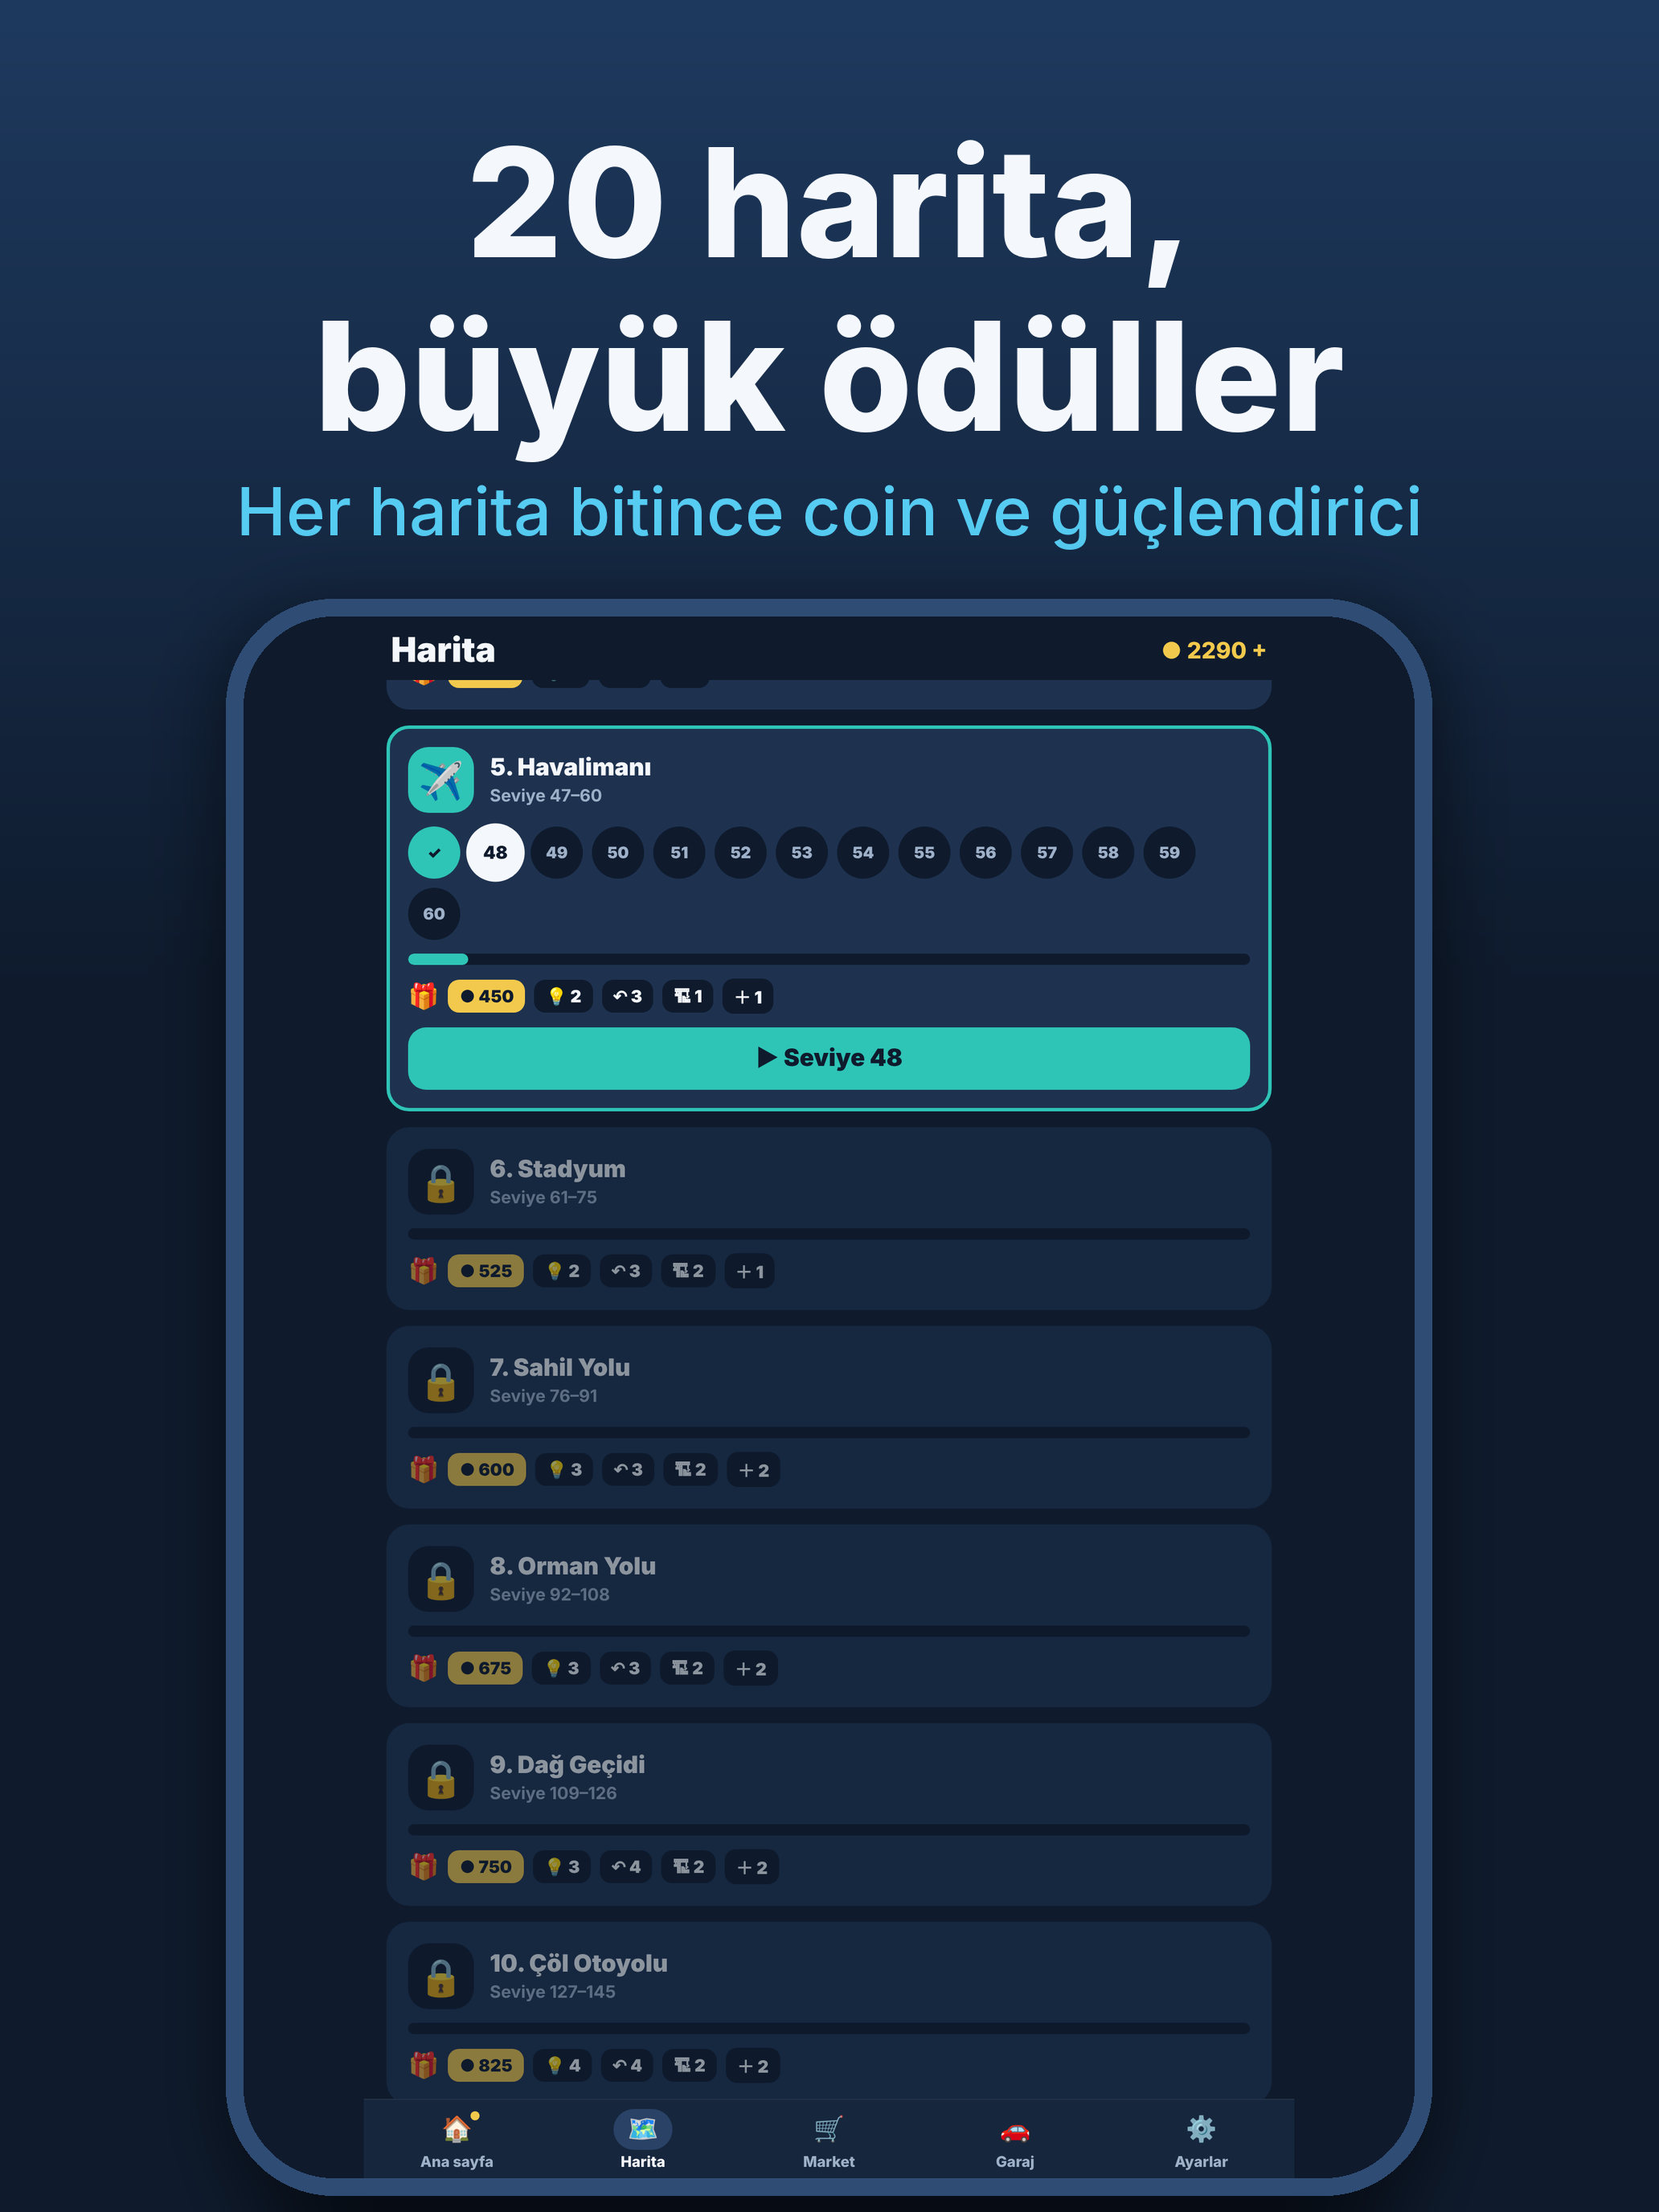 20 harita,
büyük ödüller
Her harita bitince coin ve güçlendirici
Harita
2290 +
5. Havalimanı
Seviye 47–60
✓ 48 49 50 51 52 53 54 55 56 57 58 59
60
450 2 ↶ 3 1 + 1
▶ Seviye 48
6. Stadyum
Seviye 61–75
525 2 ↶ 3 2 + 1
7. Sahil Yolu
Seviye 76–91
600 3 ↶ 3 2 + 2
8. Orman Yolu
Seviye 92–108
675 3 ↶ 3 2 + 2
9. Dağ Geçidi
Seviye 109–126
750 3 ↶ 4 2 + 2
10. Çöl Otoyolu
Seviye 127–145
825 4 ↶ 4 2 + 2
Ana sayfa Harita Market Garaj Ayarlar